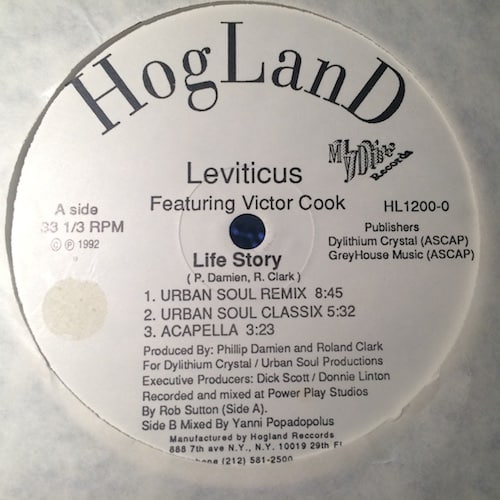 HogLanD
Leviticus
Featuring Victor Cook
Records
A side
33 1/3 RPM
© ℗ 1992
HL1200-0
Publishers
Dylithium Crystal (ASCAP)
GreyHouse Music (ASCAP)
Life Story
( P. Damien, R. Clark )
1. URBAN SOUL REMIX 8:45
2. URBAN SOUL CLASSIX 5:32
3. ACAPELLA 3:23
Produced By: Phillip Damien and Roland Clark
For Dylithium Crystal / Urban Soul Productions
Executive Producers: Dick Scott / Donnie Linton
Recorded and mixed at Power Play Studios
By Rob Sutton (Side A).
Side B Mixed By Yanni Popadopolus
Manufactured by Hogland Records
888 7th ave N.Y., N.Y. 10019 29th Fl
(212) 581-2500